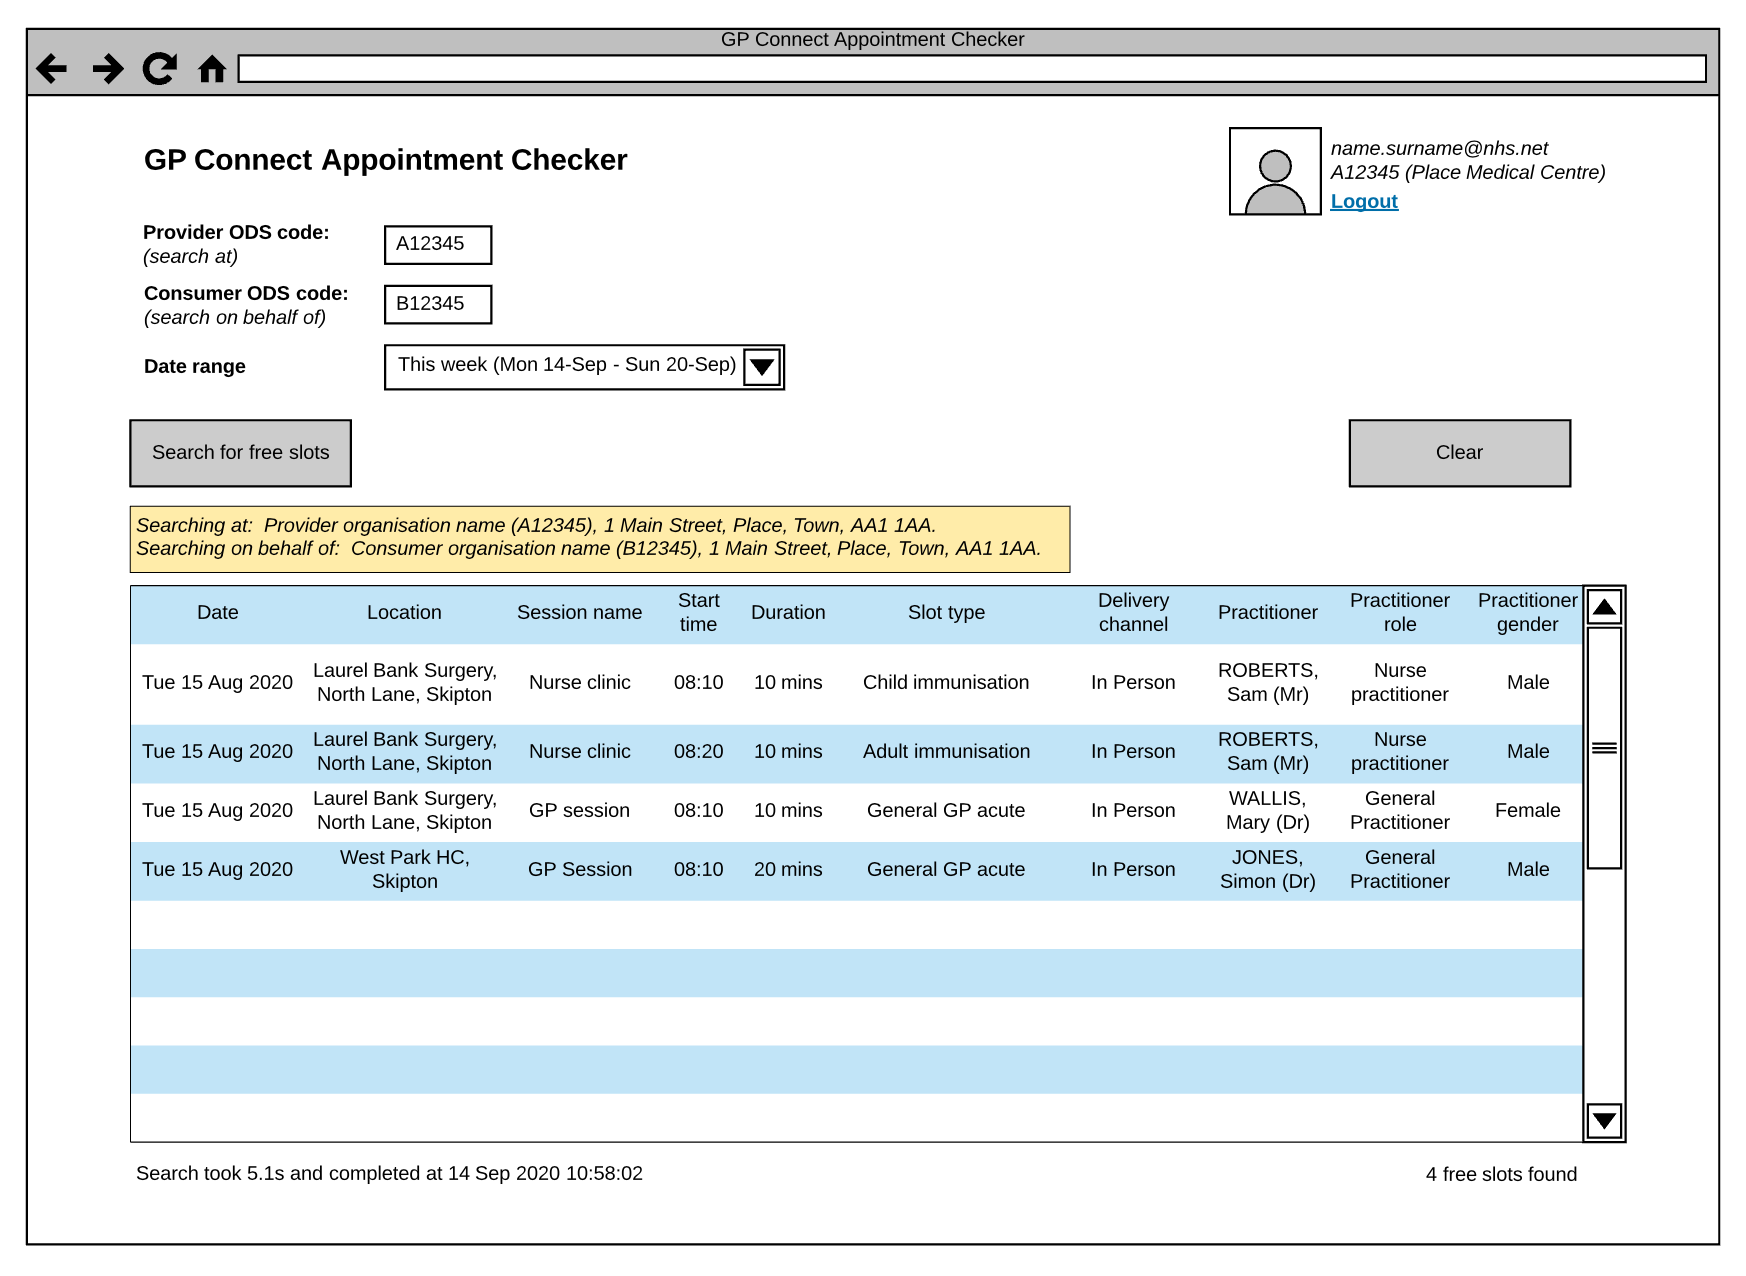 GP Connect Appointment Checker
GP Connect Appointment Checker
name.surname@nhs.net
A12345 (Place Medical Centre)
Logout
Provider ODS code:
(search at)
A12345
Consumer ODS code:
(search on behalf of)
B12345
Date range
This week (Mon 14-Sep - Sun 20-Sep)
Search for free slots
Clear
Searching at:  Provider organisation name (A12345), 1 Main Street, Place, Town, AA1 1AA.
Searching on behalf of:  Consumer organisation name (B12345), 1 Main Street, Place, Town, AA1 1AA.
Date Location Session name Start time Duration Slot type Delivery channel Practitioner Practitioner role Practitioner gender
Tue 15 Aug 2020 Laurel Bank Surgery, North Lane, Skipton Nurse clinic 08:10 10 mins Child immunisation In Person ROBERTS, Sam (Mr) Nurse practitioner Male
Tue 15 Aug 2020 Laurel Bank Surgery, North Lane, Skipton Nurse clinic 08:20 10 mins Adult immunisation In Person ROBERTS, Sam (Mr) Nurse practitioner Male
Tue 15 Aug 2020 Laurel Bank Surgery, North Lane, Skipton GP session 08:10 10 mins General GP acute In Person WALLIS, Mary (Dr) General Practitioner Female
Tue 15 Aug 2020 West Park HC, Skipton GP Session 08:10 20 mins General GP acute In Person JONES, Simon (Dr) General Practitioner Male
Search took 5.1s and completed at 14 Sep 2020 10:58:02
4 free slots found